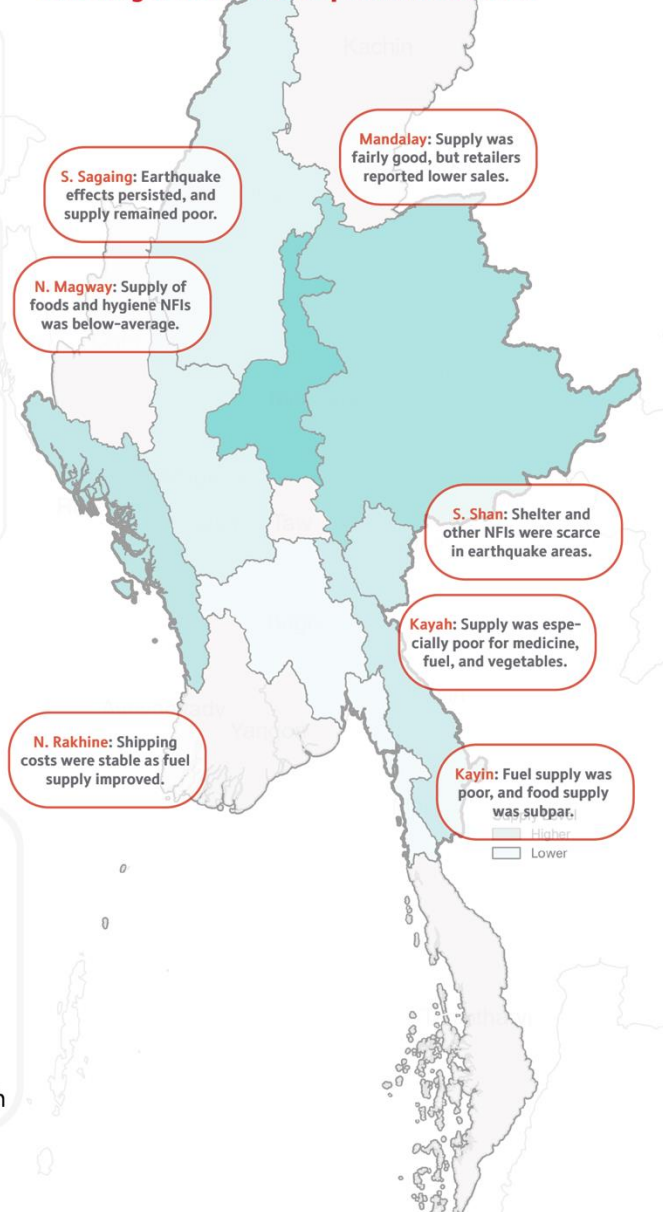 Kachin
Mandalay: Supply was
fairly good, but retailers
reported lower sales.
S. Sagaing: Earthquake
effects persisted, and
supply remained poor.
N. Magway: Supply of
foods and hygiene NFIs
was below-average.
S. Shan: Shelter and
other NFIs were scarce
in earthquake areas.
Kayah: Supply was espe-
cially poor for medicine,
fuel, and vegetables.
N. Rakhine: Shipping
costs were stable as fuel
supply improved.
Kayin: Fuel supply was
poor, and food supply
was subpar.
Higher
Lower